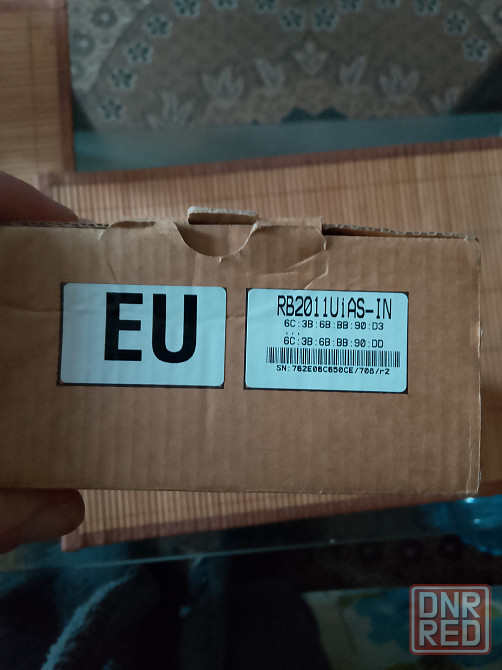 EU
RB2011UiAS-IN
6C:3B:6B:BB:90:D3
...
6C:3B:6B:BB:90:DD
SN:762E06C650CE/708/r2
DNR
RED